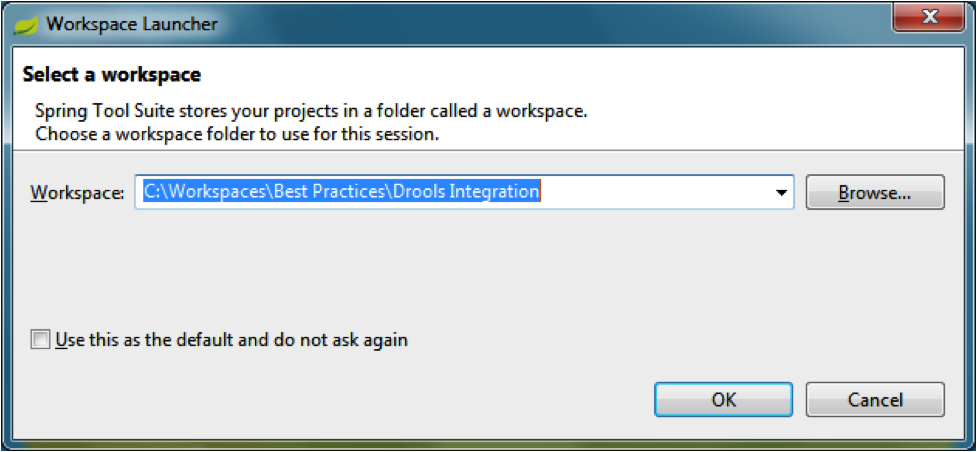 Workspace Launcher
Select a workspace
Spring Tool Suite stores your projects in a folder called a workspace.
Choose a workspace folder to use for this session.
Workspace: C:\Workspaces\Best Practices\Drools Integration Browse...
Use this as the default and do not ask again
OK Cancel